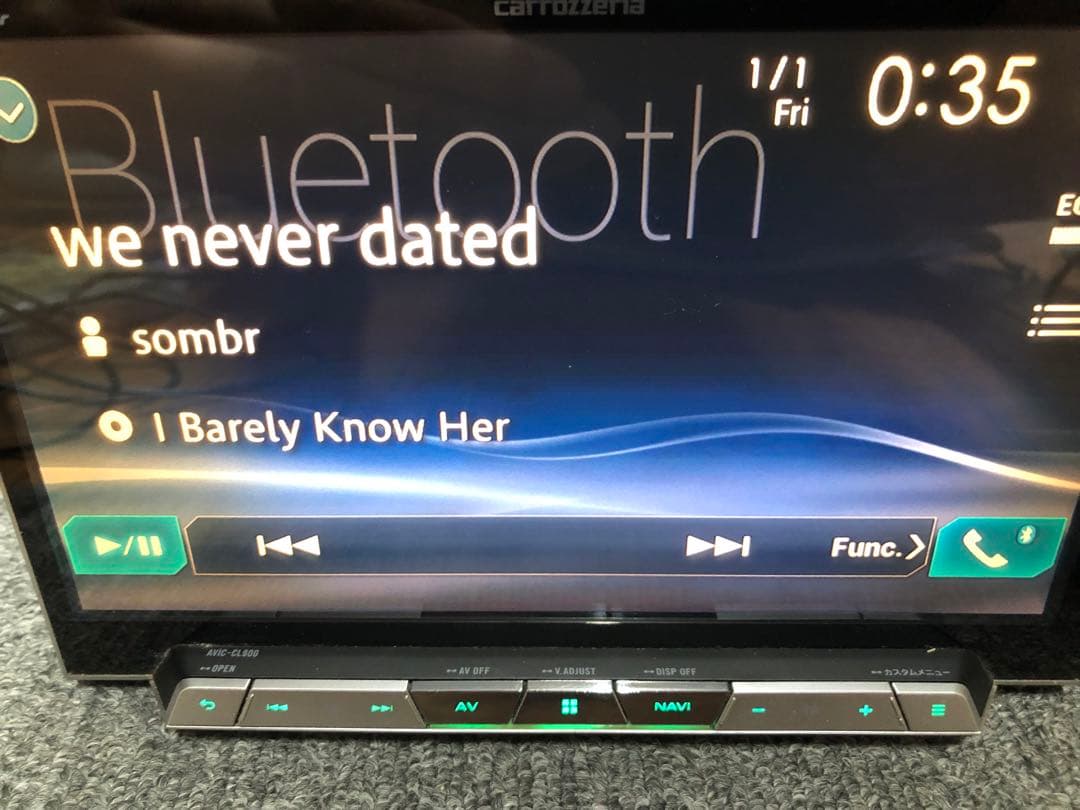 carrozzeria
1/1
Fri
0:35
Bluetooth
we never dated
sombr
I Barely Know Her
Func.
AVIC-CL900
OPEN
AV OFF
V.ADJUST
DISP OFF
カスタムメニュー
AV
NAVI